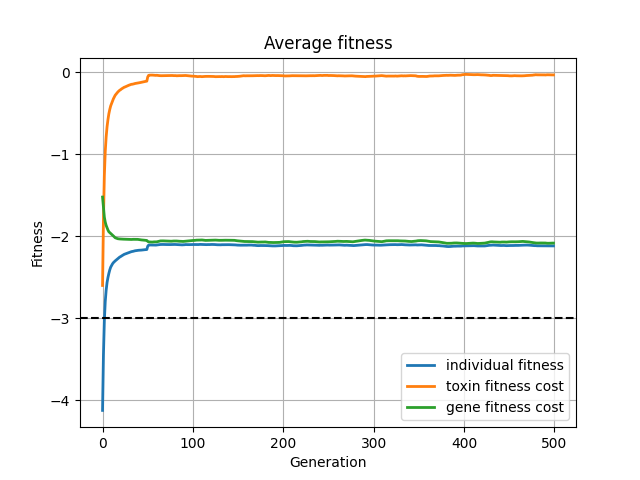 Average fitness
Fitness
0
−1
−2
−3
−4
0
100
200
300
400
500
Generation
individual fitness
toxin fitness cost
gene fitness cost